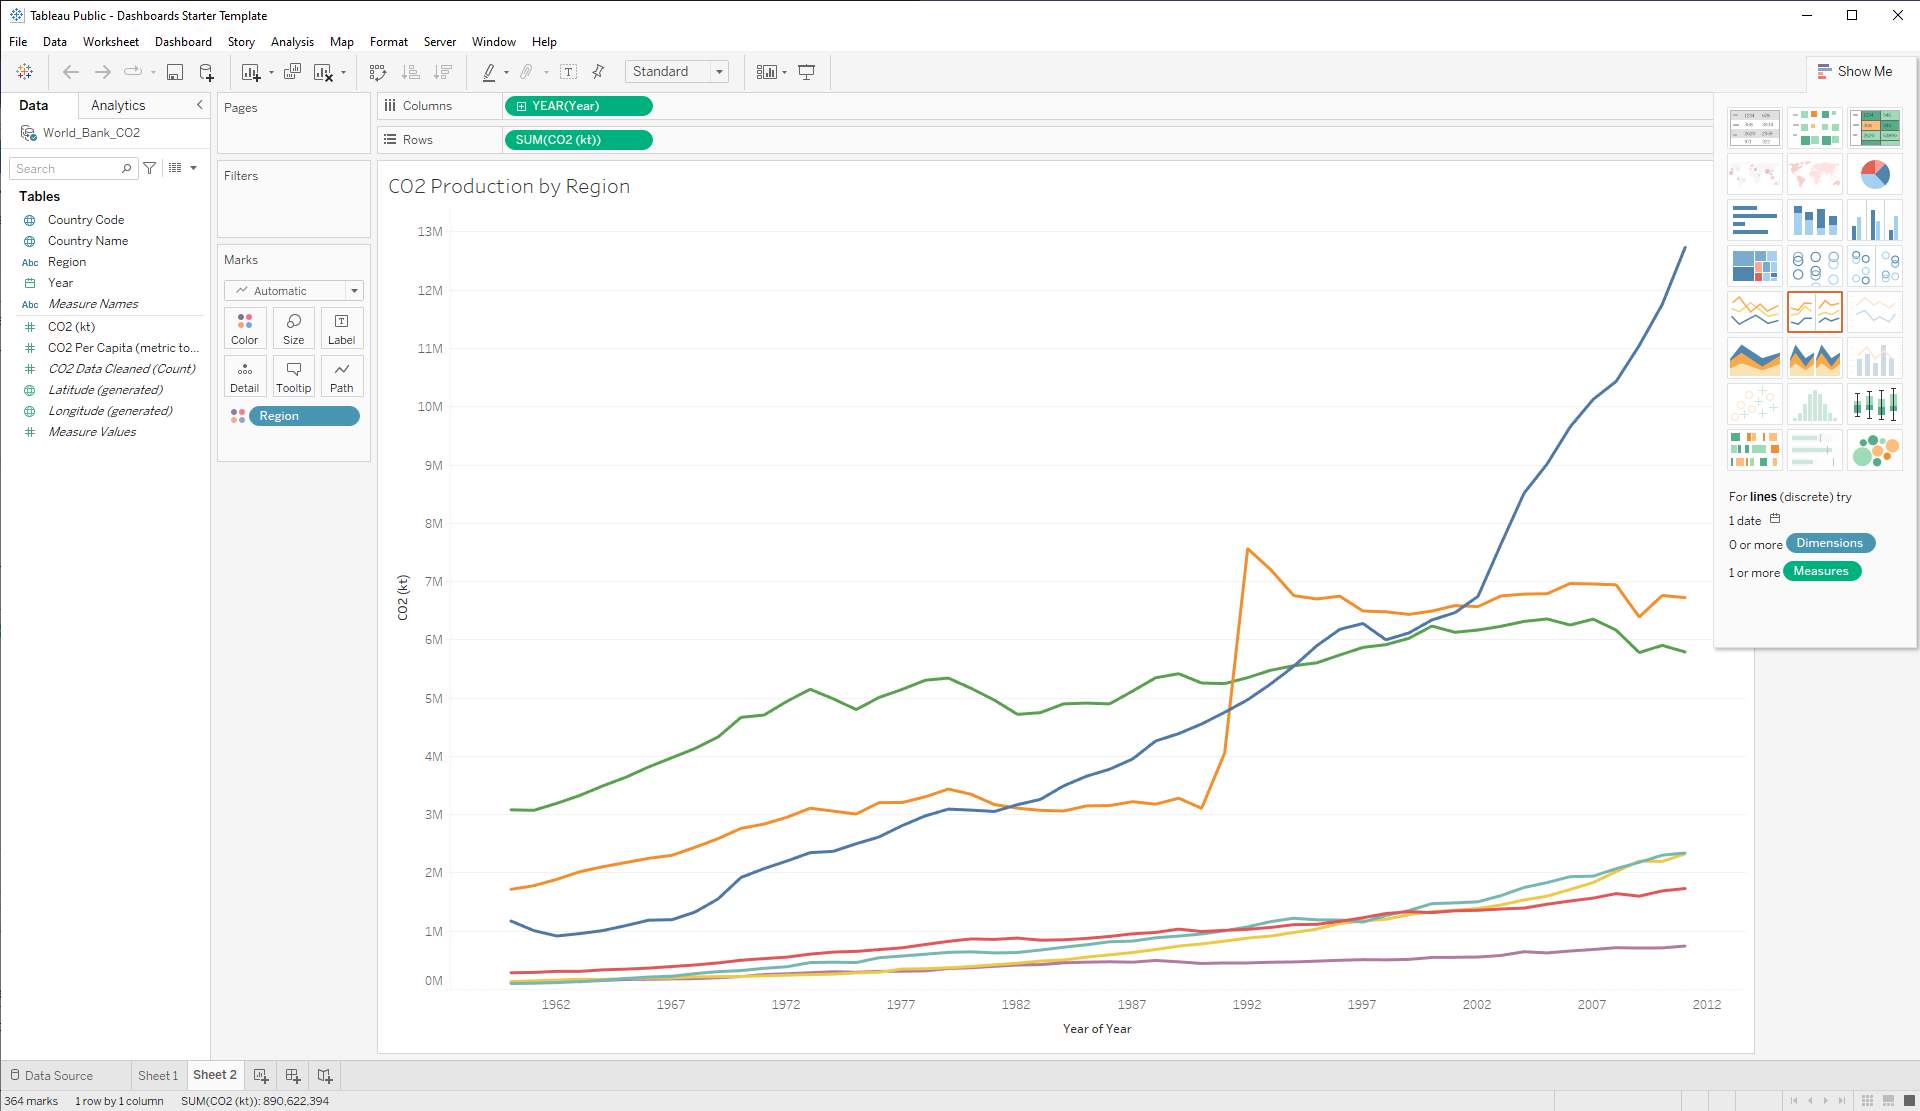 Tableau Public - Dashboards Starter Template
File Data Worksheet Dashboard Story Analysis Map Format Server Window Help
Standard
Show Me
Data Analytics
World_Bank_CO2
Search
Tables
Country Code
Country Name
Abc Region
Year
Abc Measure Names
CO2 (kt)
CO2 Per Capita (metric to...
CO2 Data Cleaned (Count)
Latitude (generated)
Longitude (generated)
Measure Values
Pages
Filters
Marks
Automatic
Color Size Label
Detail Tooltip Path
Region
Columns YEAR(Year)
Rows SUM(CO2 (kt))
CO2 Production by Region
13M
12M
11M
10M
9M
8M
7M
6M
5M
4M
3M
2M
1M
0M
CO2 (kt)
1962 1967 1972 1977 1982 1987 1992 1997 2002 2007 2012
Year of Year
For lines (discrete) try
1 date
0 or more Dimensions
1 or more Measures
Data Source Sheet 1 Sheet 2
364 marks 1 row by 1 column SUM(CO2 (kt)): 890,622,394